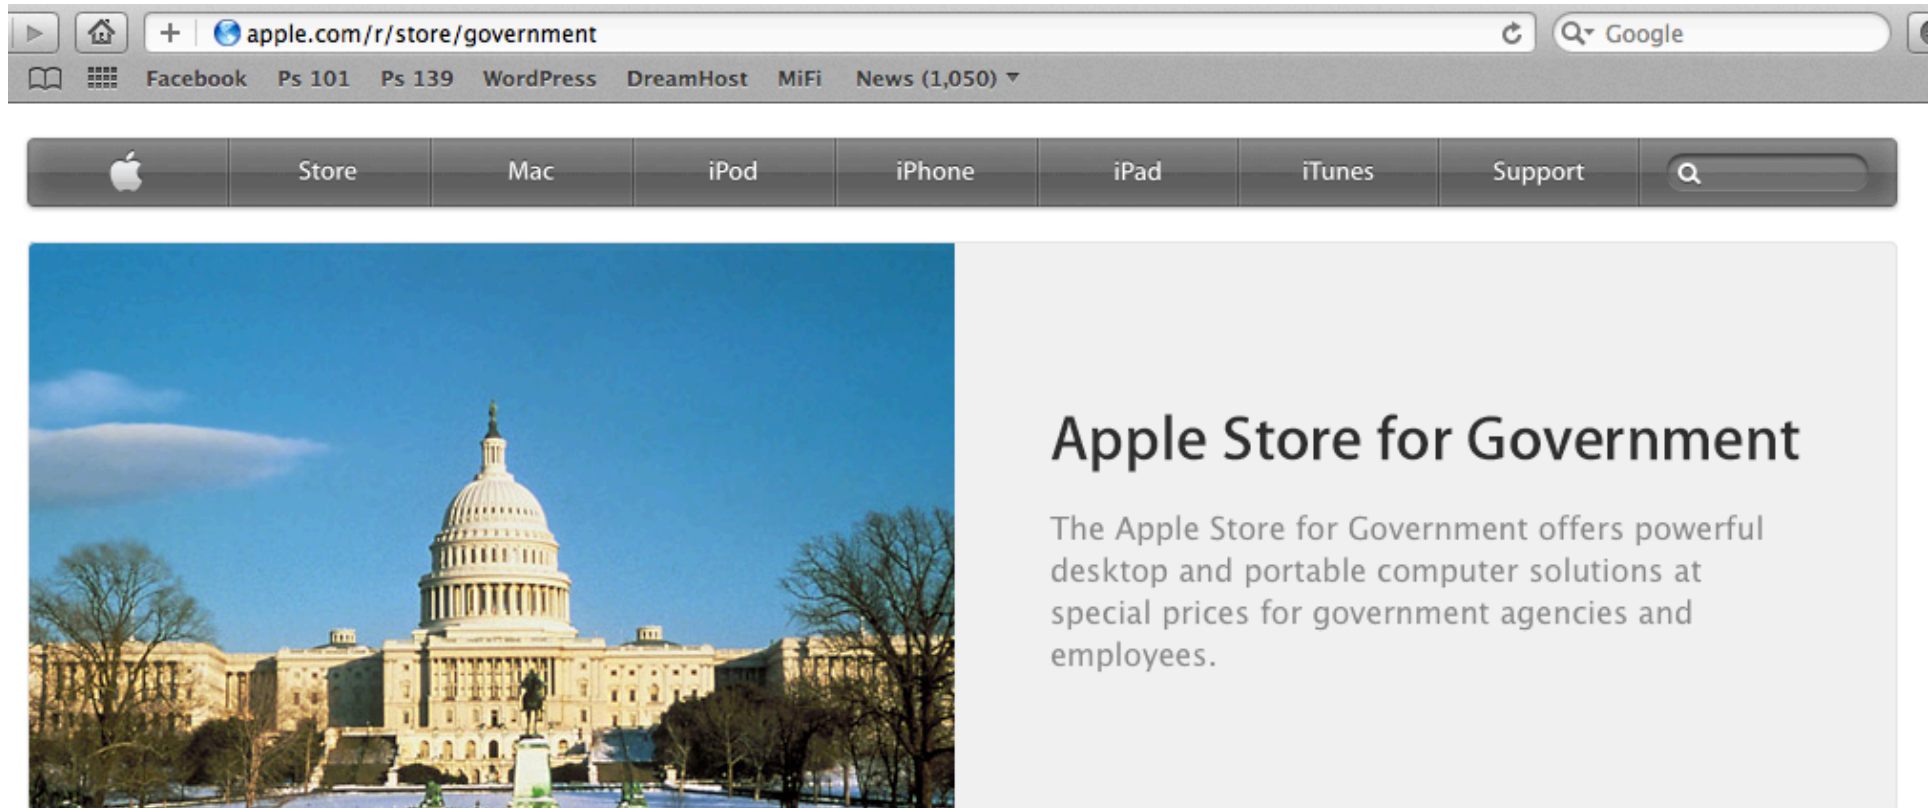 apple.com/r/store/government
Google
Facebook Ps 101 Ps 139 WordPress DreamHost MiFi News (1,050)
Store Mac iPod iPhone iPad iTunes Support
Apple Store for Government
The Apple Store for Government offers powerful
desktop and portable computer solutions at
special prices for government agencies and
employees.